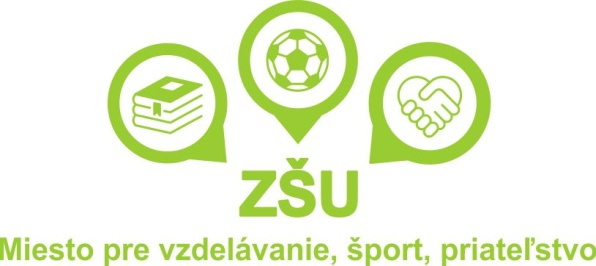 ZŠU
Miesto pre vzdelávanie, šport, priateľstvo